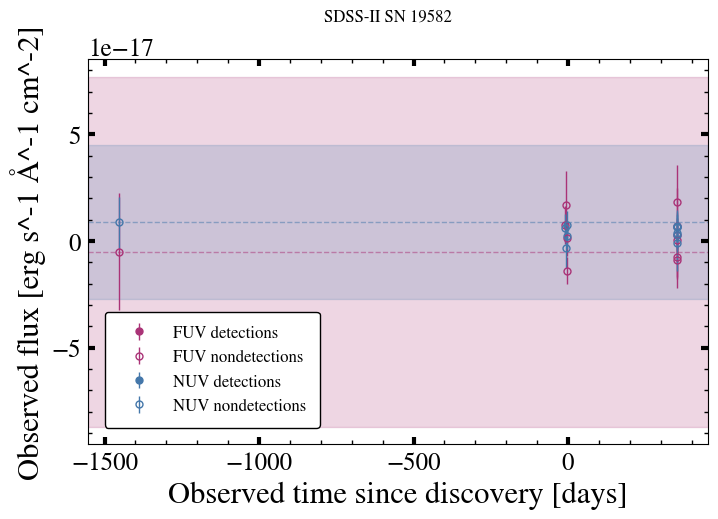 SDSS-II SN 19582
1e−17
Observed flux [erg s^-1 Å^-1 cm^-2]
5
0
−5
FUV detections
FUV nondetections
NUV detections
NUV nondetections
−1500 −1000 −500 0
Observed time since discovery [days]